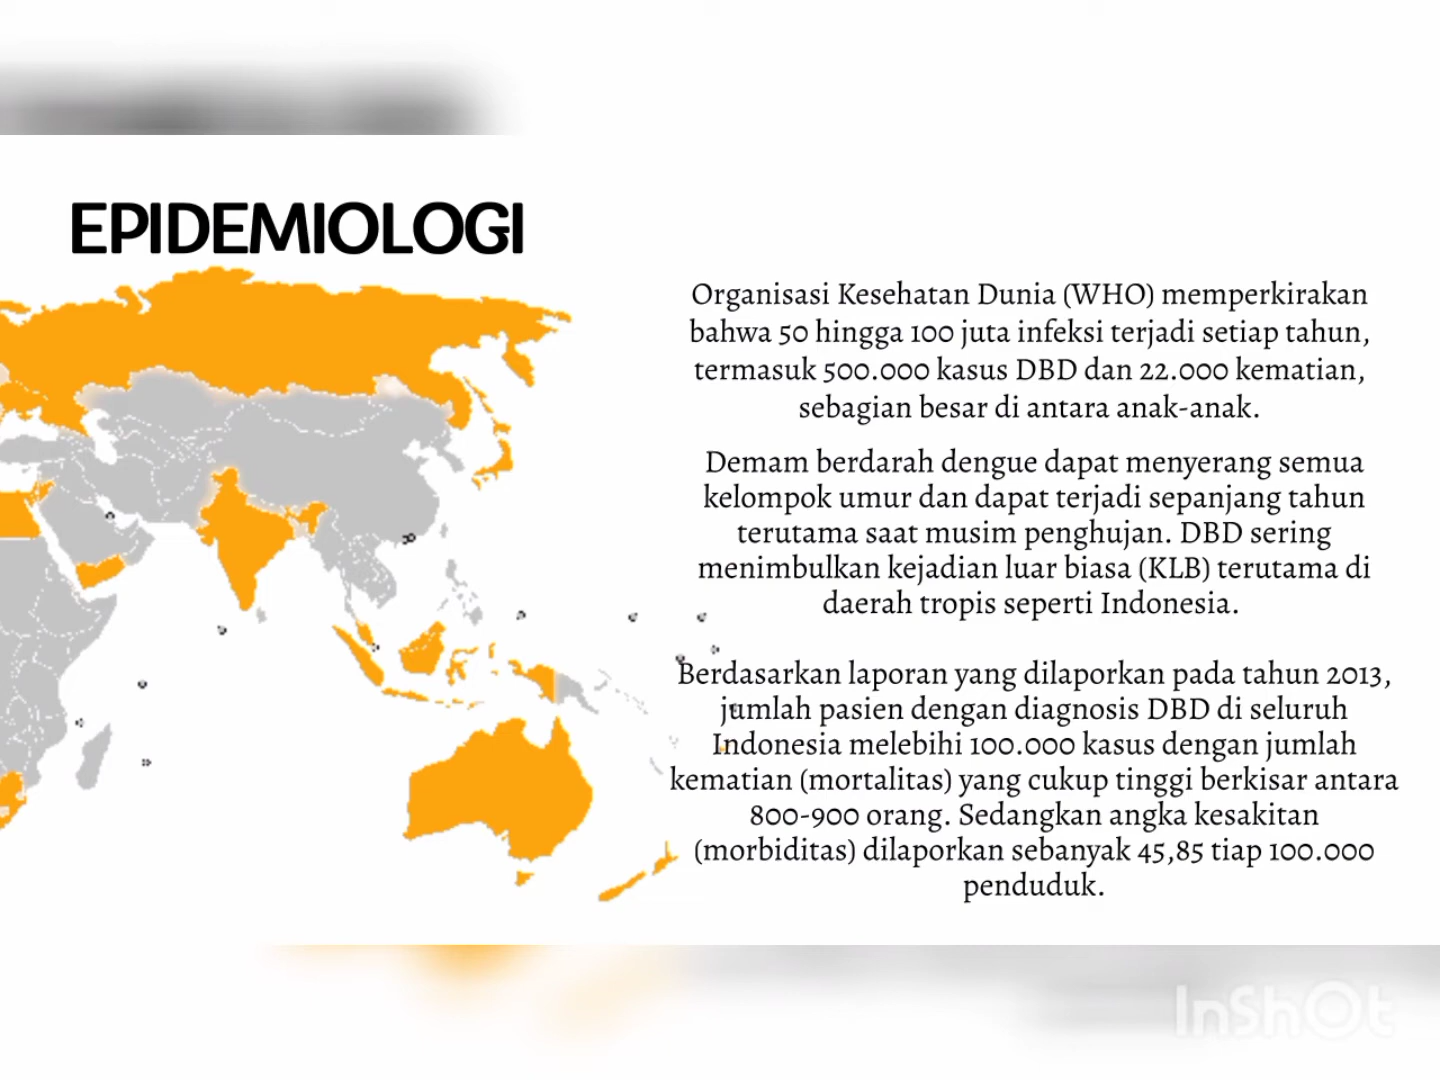 EPIDEMIOLOGI
Organisasi Kesehatan Dunia (WHO) memperkirakan
bahwa 50 hingga 100 juta infeksi terjadi setiap tahun,
termasuk 500.000 kasus DBD dan 22.000 kematian,
sebagian besar di antara anak-anak.
Demam berdarah dengue dapat menyerang semua
kelompok umur dan dapat terjadi sepanjang tahun
terutama saat musim penghujan. DBD sering
menimbulkan kejadian luar biasa (KLB) terutama di
daerah tropis seperti Indonesia.
Berdasarkan laporan yang dilaporkan pada tahun 2013,
jumlah pasien dengan diagnosis DBD di seluruh
Indonesia melebihi 100.000 kasus dengan jumlah
kematian (mortalitas) yang cukup tinggi berkisar antara
800-900 orang. Sedangkan angka kesakitan
(morbiditas) dilaporkan sebanyak 45,85 tiap 100.000
penduduk.
InShOt